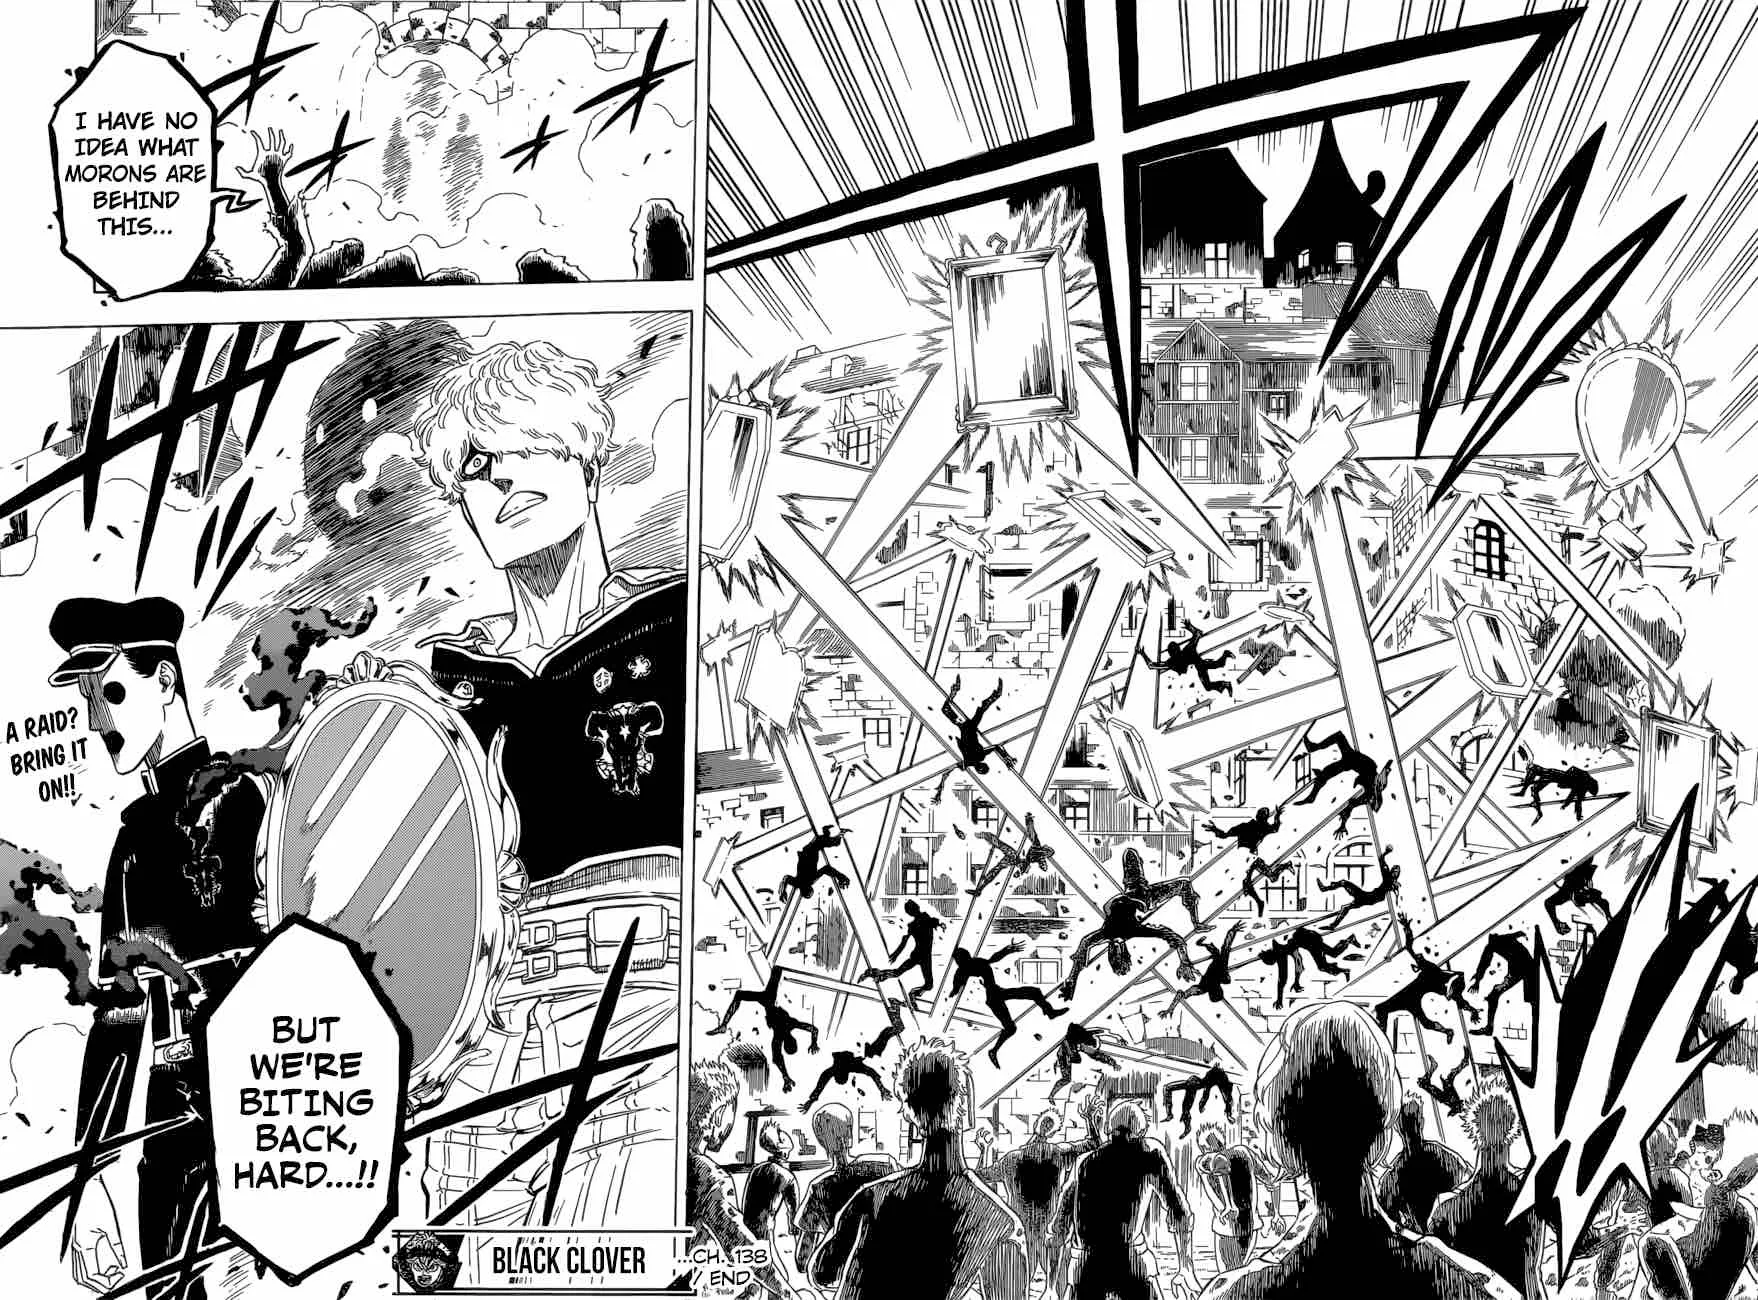 I HAVE NO
IDEA WHAT
MORONS ARE
BEHIND
THIS...
A RAID?
BRING IT
ON!!
BUT
WE'RE
BITING
BACK,
HARD...!!
BLACK CLOVER
...CH. 138
/ END